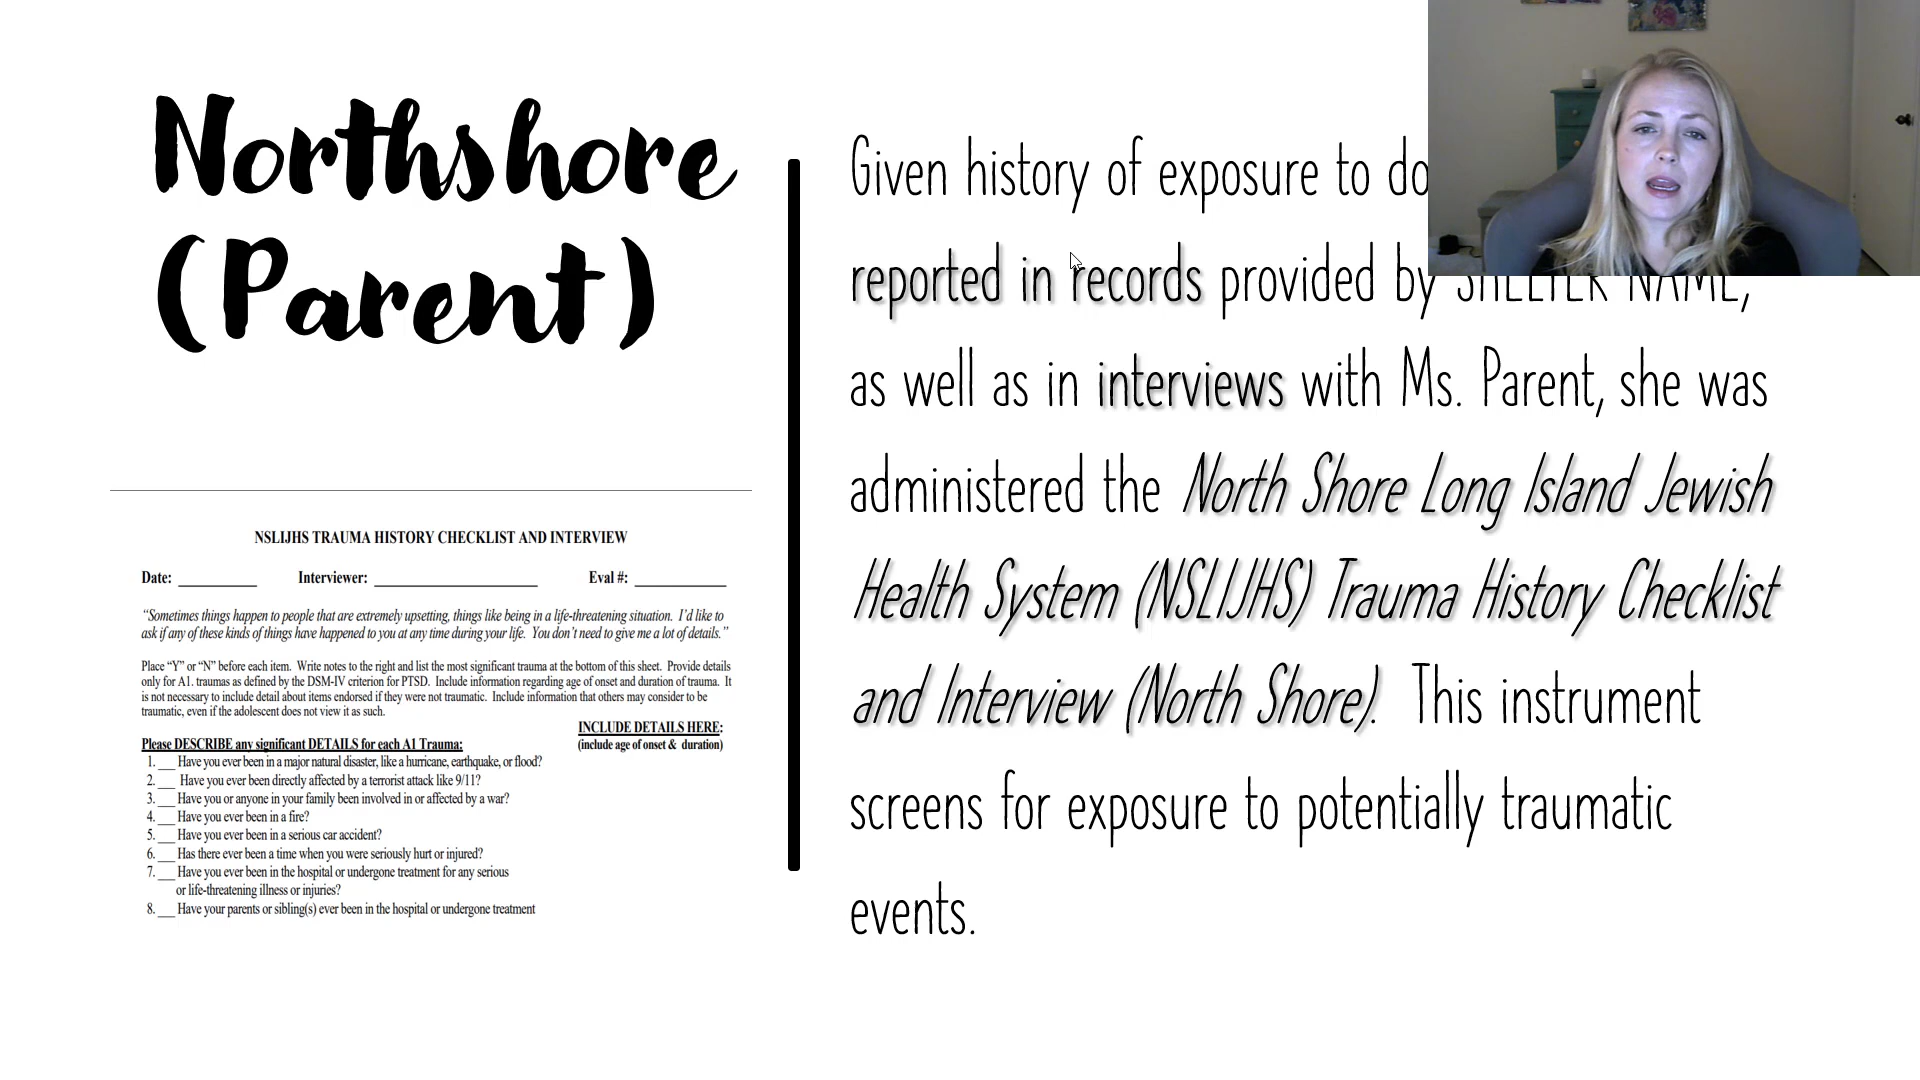 Northshore
(Parent)
NSLIJHS TRAUMA HISTORY CHECKLIST AND INTERVIEW
Date: __________ Interviewer: _____________________ Eval #: ____________
“Sometimes things happen to people that are extremely upsetting, things like being in a life-threatening situation. I’d like to
ask if any of these kinds of things have happened to you at any time during your life. You don’t need to give me a lot of details.”
Place “Y” or “N” before each item. Write notes to the right and list the most significant trauma at the bottom of this sheet. Provide details
only for A1. traumas as defined by the DSM-IV criterion for PTSD. Include information regarding age of onset and duration of trauma. It
is not necessary to include detail about items endorsed if they were not traumatic. Include information that others may consider to be
traumatic, even if the adolescent does not view it as such.
INCLUDE DETAILS HERE:
Please DESCRIBE any significant DETAILS for each A1 Trauma: (include age of onset & duration)
1. ___ Have you ever been in a major natural disaster, like a hurricane, earthquake, or flood?
2. ___ Have you ever been directly affected by a terrorist attack like 9/11?
3. ___ Have you or anyone in your family been involved in or affected by a war?
4. ___ Have you ever been in a fire?
5. ___ Have you ever been in a serious car accident?
6. ___ Has there ever been a time when you were seriously hurt or injured?
7. ___ Have you ever been in the hospital or undergone treatment for any serious
or life-threatening illness or injuries?
8. ___ Have your parents or sibling(s) ever been in the hospital or undergone treatment
Given history of exposure to do
reported in records provided by SHELTER NAME,
as well as in interviews with Ms. Parent, she was
administered the North Shore Long Island Jewish
Health System (NSLIJHS) Trauma History Checklist
and Interview (North Shore). This instrument
screens for exposure to potentially traumatic
events.